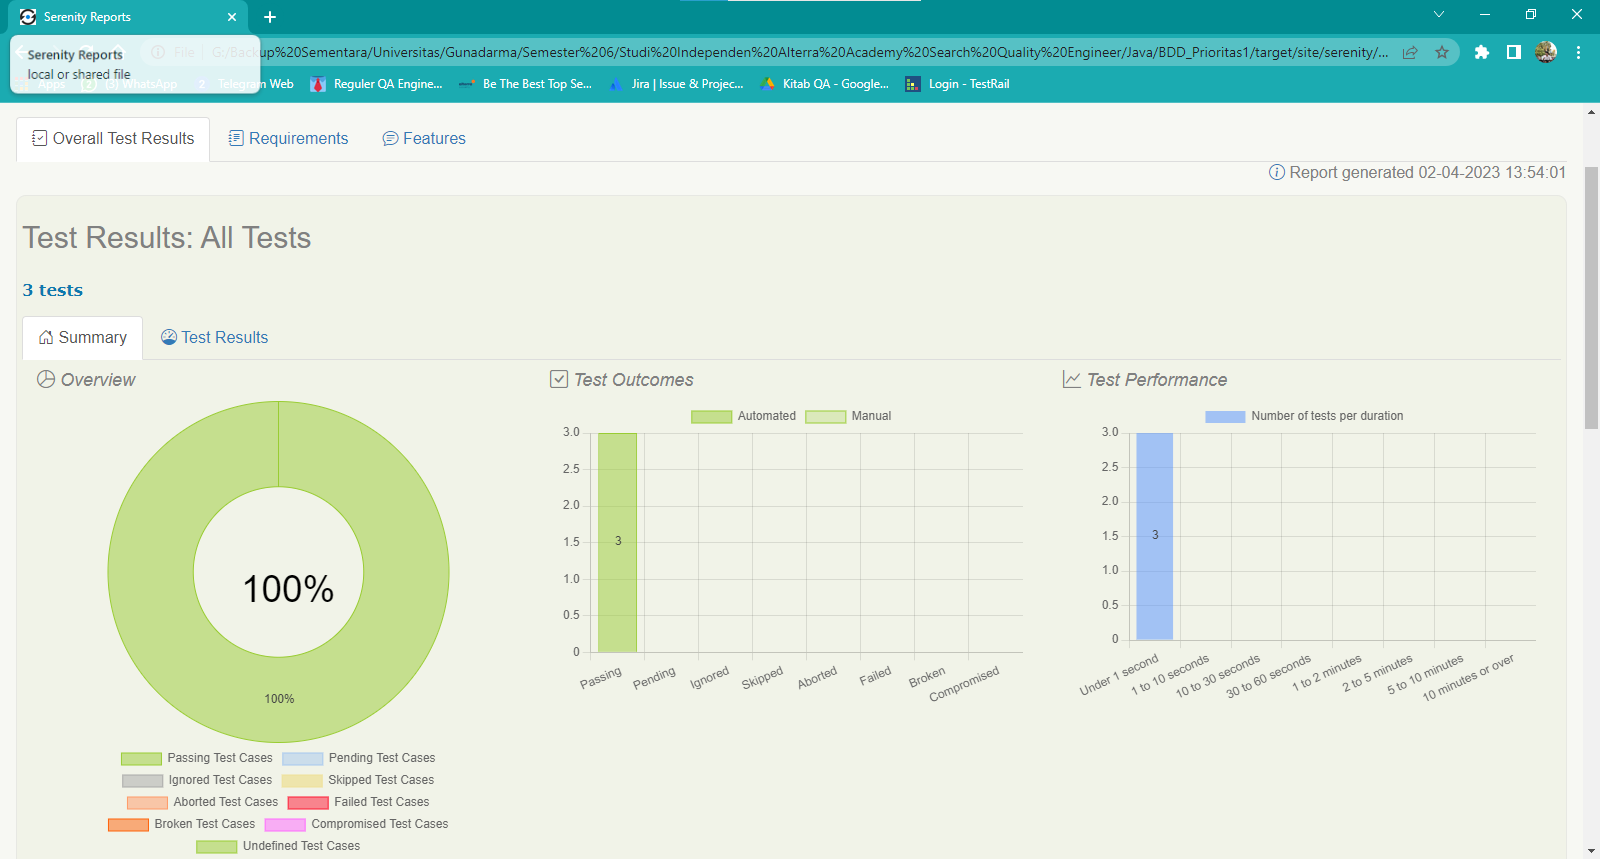 Serenity Reports
Serenity Reports
local or shared file
File
G:/Backup%20Sementara/Universitas/Gunadarma/Semester%206/Studi%20Independen%20Alterra%20Academy%20Search%20Quality%20Engineer/Java/BDD_Prioritas1/target/site/serenity/...
Apps
(3) WhatsApp
Telegram Web
Reguler QA Engine...
Be The Best Top Se...
Jira | Issue & Projec...
Kitab QA - Google...
Login - TestRail
Overall Test Results
Requirements
Features
Report generated 02-04-2023 13:54:01
Test Results: All Tests
3 tests
Summary
Test Results
Overview
100%
100%
Passing Test Cases
Pending Test Cases
Ignored Test Cases
Skipped Test Cases
Aborted Test Cases
Failed Test Cases
Broken Test Cases
Compromised Test Cases
Undefined Test Cases
Test Outcomes
Automated
Manual
3.0
2.5
2.0
1.5
1.0
0.5
0
3
Passing
Pending
Ignored
Skipped
Aborted
Failed
Broken
Compromised
Test Performance
Number of tests per duration
3.0
2.5
2.0
1.5
1.0
0.5
0
3
Under 1 second
1 to 10 seconds
10 to 30 seconds
30 to 60 seconds
1 to 2 minutes
2 to 5 minutes
5 to 10 minutes
10 minutes or over